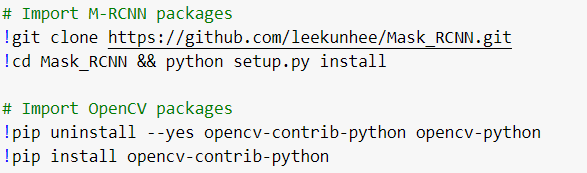 # Import M-RCNN packages
!git clone https://github.com/leekunhee/Mask_RCNN.git
!cd Mask_RCNN && python setup.py install
# Import OpenCV packages
!pip uninstall --yes opencv-contrib-python opencv-python
!pip install opencv-contrib-python